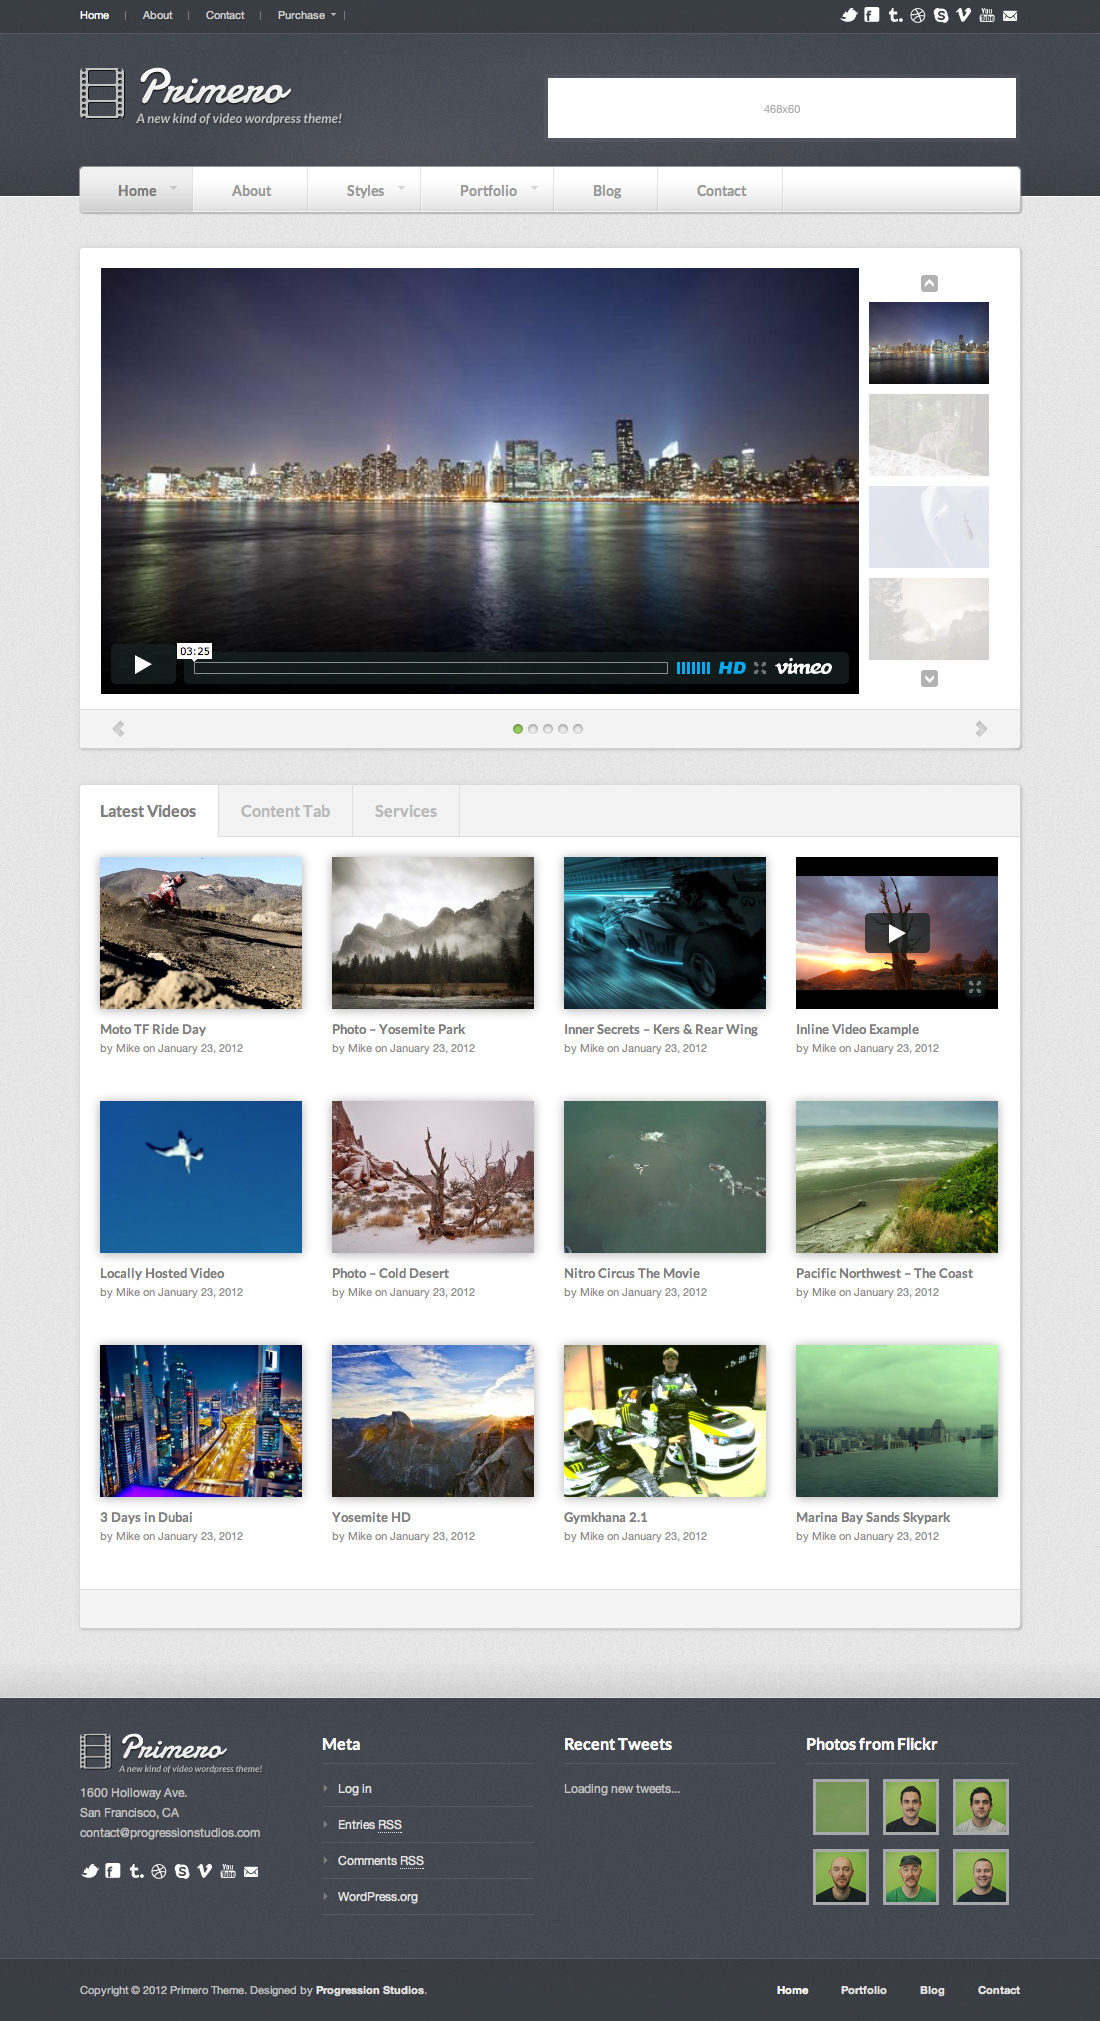 Home About Contact Purchase
Primero
A new kind of video wordpress theme!
468x60
Home About Styles Portfolio Blog Contact
03:25
HD vimeo
Latest Videos Content Tab Services
Moto TF Ride Day
by Mike on January 23, 2012
Photo – Yosemite Park
by Mike on January 23, 2012
Inner Secrets – Kers & Rear Wing
by Mike on January 23, 2012
Inline Video Example
by Mike on January 23, 2012
Locally Hosted Video
by Mike on January 23, 2012
Photo – Cold Desert
by Mike on January 23, 2012
Nitro Circus The Movie
by Mike on January 23, 2012
Pacific Northwest – The Coast
by Mike on January 23, 2012
3 Days in Dubai
by Mike on January 23, 2012
Yosemite HD
by Mike on January 23, 2012
Gymkhana 2.1
by Mike on January 23, 2012
Marina Bay Sands Skypark
by Mike on January 23, 2012
Primero
A new kind of video wordpress theme!
1600 Holloway Ave.
San Francisco, CA
contact@progressionstudios.com
You Tube
Meta
Log in
Entries RSS
Comments RSS
WordPress.org
Recent Tweets
Loading new tweets...
Photos from Flickr
Copyright © 2012 Primero Theme. Designed by Progression Studios.
Home Portfolio Blog Contact